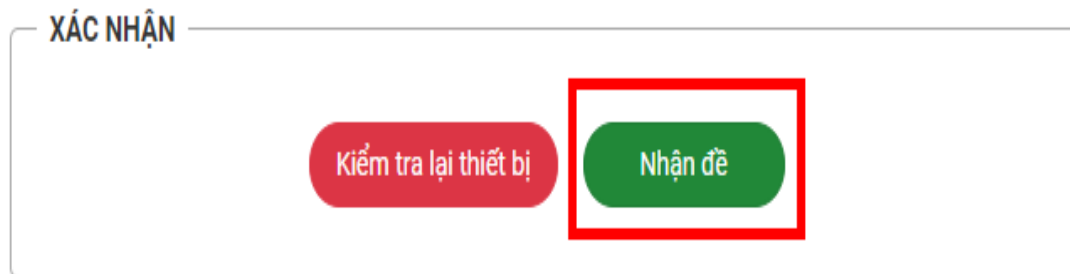 XÁC NHẬN
Kiểm tra lại thiết bị
Nhận đề